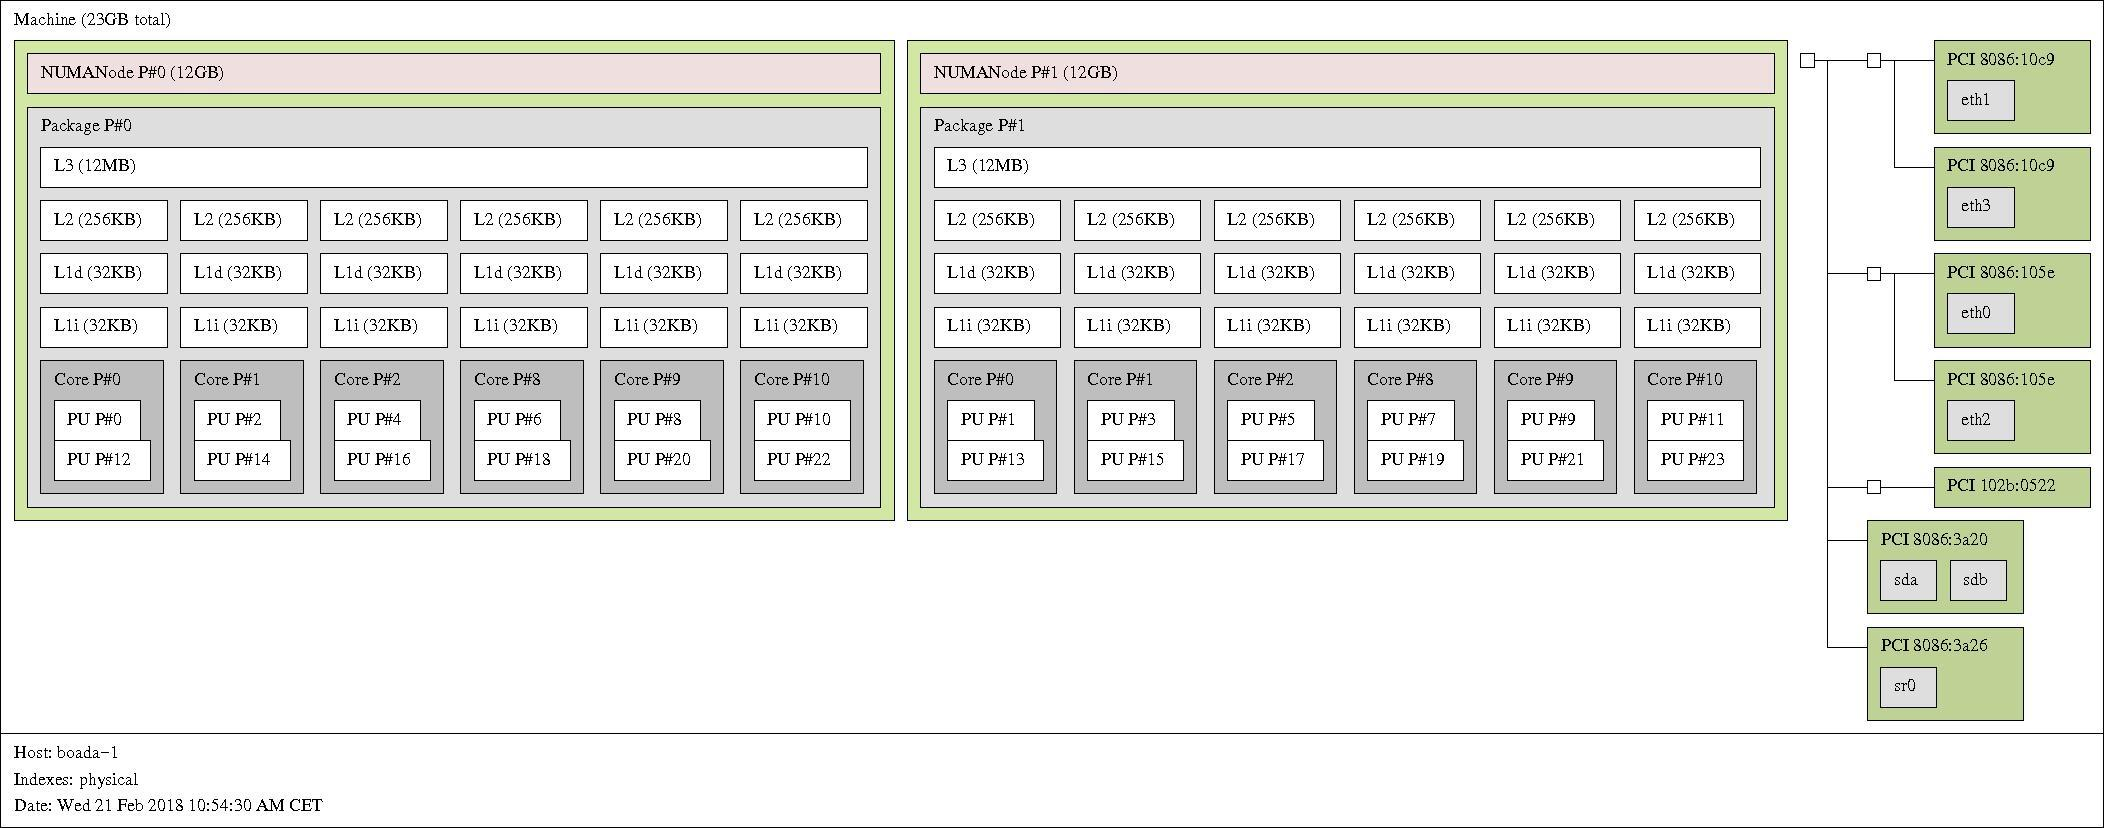 Machine (23GB total)
NUMANode P#0 (12GB)
Package P#0
L3 (12MB)
L2 (256KB) L2 (256KB) L2 (256KB) L2 (256KB) L2 (256KB) L2 (256KB)
L1d (32KB) L1d (32KB) L1d (32KB) L1d (32KB) L1d (32KB) L1d (32KB)
L1i (32KB) L1i (32KB) L1i (32KB) L1i (32KB) L1i (32KB) L1i (32KB)
Core P#0 Core P#1 Core P#2 Core P#8 Core P#9 Core P#10
PU P#0 PU P#2 PU P#4 PU P#6 PU P#8 PU P#10
PU P#12 PU P#14 PU P#16 PU P#18 PU P#20 PU P#22
NUMANode P#1 (12GB)
Package P#1
L3 (12MB)
L2 (256KB) L2 (256KB) L2 (256KB) L2 (256KB) L2 (256KB) L2 (256KB)
L1d (32KB) L1d (32KB) L1d (32KB) L1d (32KB) L1d (32KB) L1d (32KB)
L1i (32KB) L1i (32KB) L1i (32KB) L1i (32KB) L1i (32KB) L1i (32KB)
Core P#0 Core P#1 Core P#2 Core P#8 Core P#9 Core P#10
PU P#1 PU P#3 PU P#5 PU P#7 PU P#9 PU P#11
PU P#13 PU P#15 PU P#17 PU P#19 PU P#21 PU P#23
PCI 8086:10c9
eth1
PCI 8086:10c9
eth3
PCI 8086:105e
eth0
PCI 8086:105e
eth2
PCI 102b:0522
PCI 8086:3a20
sda sdb
PCI 8086:3a26
sr0
Host: boada−1
Indexes: physical
Date: Wed 21 Feb 2018 10:54:30 AM CET